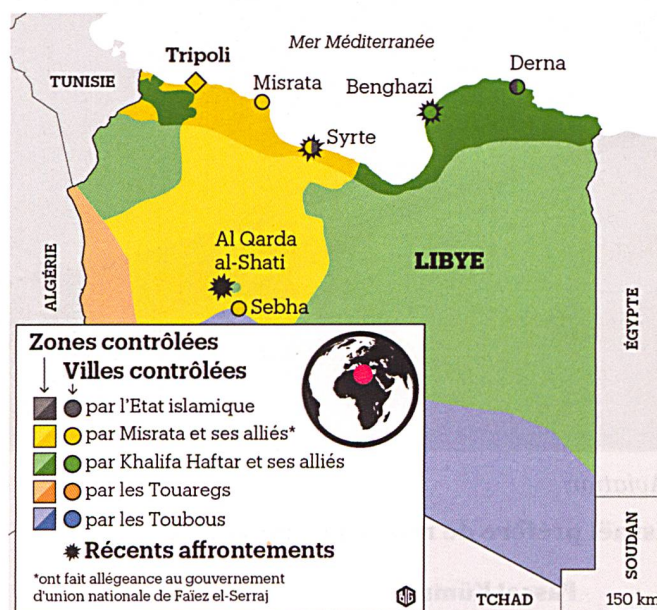 Mer Méditerranée
Tripoli
Derna
TUNISIE
Misrata
Benghazi
Syrte
Al Qarda
al-Shati
LIBYE
ALGÉRIE
ÉGYPTE
Sebha
Zones contrôlées
Villes contrôlées
par l'Etat islamique
par Misrata et ses alliés*
par Khalifa Haftar et ses alliés
par les Touaregs
par les Toubous
Récents affrontements
*ont fait allégeance au gouvernement
d'union nationale de Faïez el-Serraj
SOUDAN
TCHAD
150 km